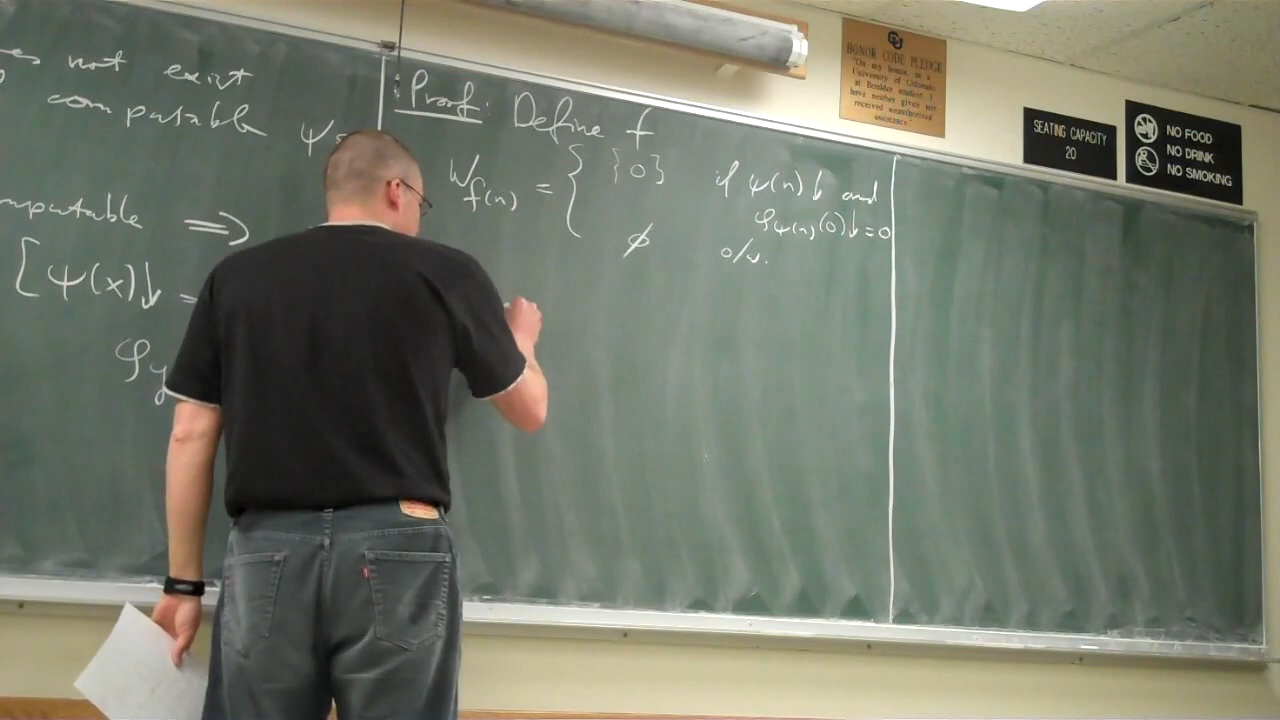 not exist
computable ψ
⇒
[ψ(x)↓ =
φy
Proof: Define f
W_f(n) = { {0} if ψ(n)↓ and
φ_ψ(n)(0)↓=0
∅ o/w.
CU
HONOR CODE PLEDGE
"On my honor, as a
University of Colorado
at Boulder student, I
have neither given nor
received unauthorized
assistance."
SEATING CAPACITY
20
NO FOOD
NO DRINK
NO SMOKING